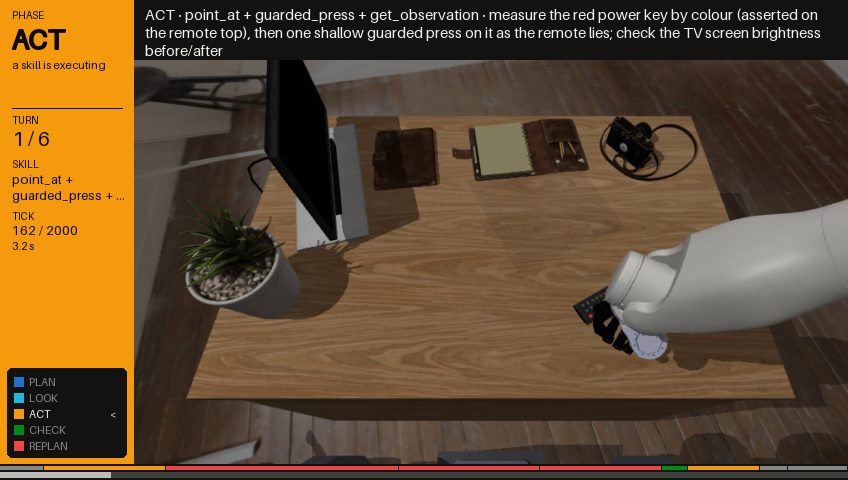 PHASE
ACT
a skill is executing
TURN
1 / 6
SKILL
point_at +
guarded_press + ...
TICK
162 / 2000
3.2 s
PLAN
LOOK
ACT <
CHECK
REPLAN
ACT · point_at + guarded_press + get_observation · measure the red power key by colour (asserted on
the remote top), then one shallow guarded press on it as the remote lies; check the TV screen brightness
before/after